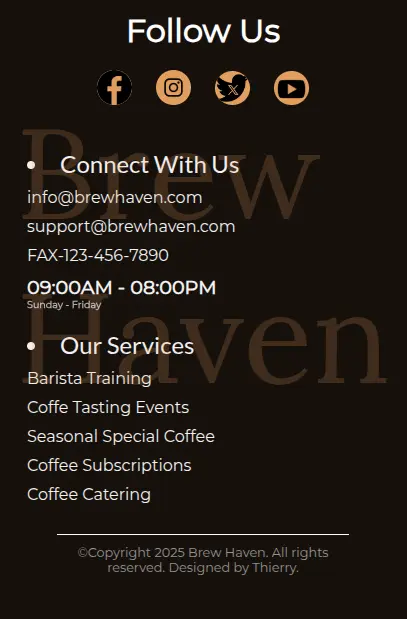 Follow Us
Brew
Connect With Us
info@brewhaven.com
support@brewhaven.com
FAX-123-456-7890
09:00AM - 08:00PM
Sunday - Friday
Haven
Our Services
Barista Training
Coffe Tasting Events
Seasonal Special Coffee
Coffee Subscriptions
Coffee Catering
©Copyright 2025 Brew Haven. All rights
reserved. Designed by Thierry.